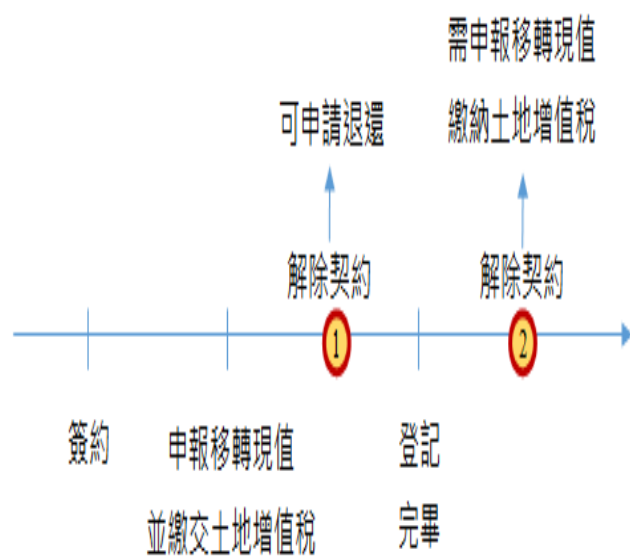 需申報移轉現值
繳納土地增值稅
可申請退還
解除契約
解除契約
1
2
簽約
申報移轉現值
並繳交土地增值稅
登記
完畢